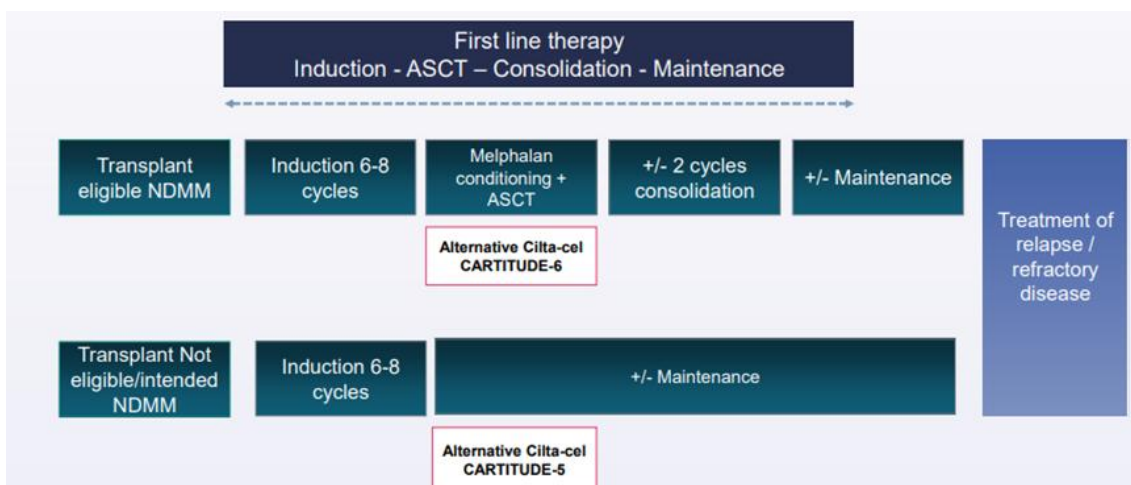 First line therapy
Induction - ASCT – Consolidation - Maintenance
Transplant
eligible NDMM
Induction 6-8
cycles
Melphalan
conditioning +
ASCT
+/- 2 cycles
consolidation
+/- Maintenance
Treatment of
relapse /
refractory
disease
Alternative Cilta-cel
CARTITUDE-6
Transplant Not
eligible/intended
NDMM
Induction 6-8
cycles
+/- Maintenance
Alternative Cilta-cel
CARTITUDE-5